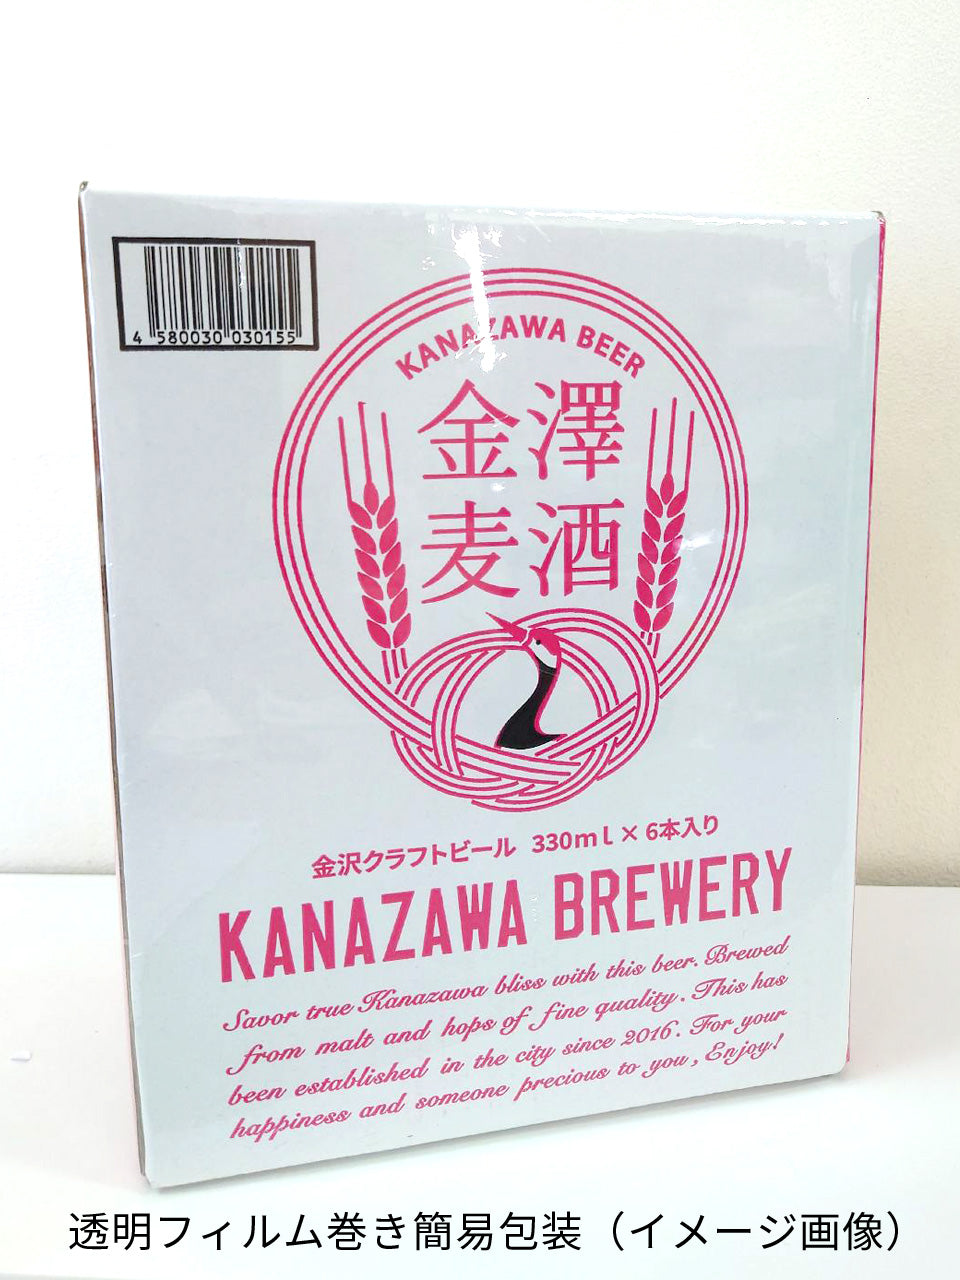 4 580030 030155
KANAZAWA BEER
金澤
麦酒
金沢クラフトビール 330mL×6本入り
KANAZAWA BREWERY
Savor true Kanazawa bliss with this beer. Brewed
from malt and hops of fine quality. This has
been established in the city since 2016. For your
happiness and someone precious to you, Enjoy!
透明フィルム巻き簡易包装（イメージ画像）